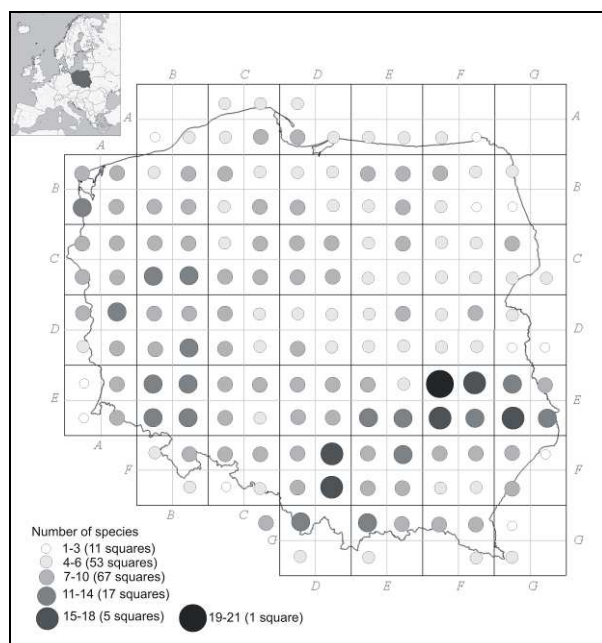 B C D E F G
A A
A
B B
C C
D D
E E
A
F F
B C
G G
D E F G
Number of species
1-3 (11 squares)
4-6 (53 squares)
7-10 (67 squares)
11-14 (17 squares)
15-18 (5 squares) 19-21 (1 square)